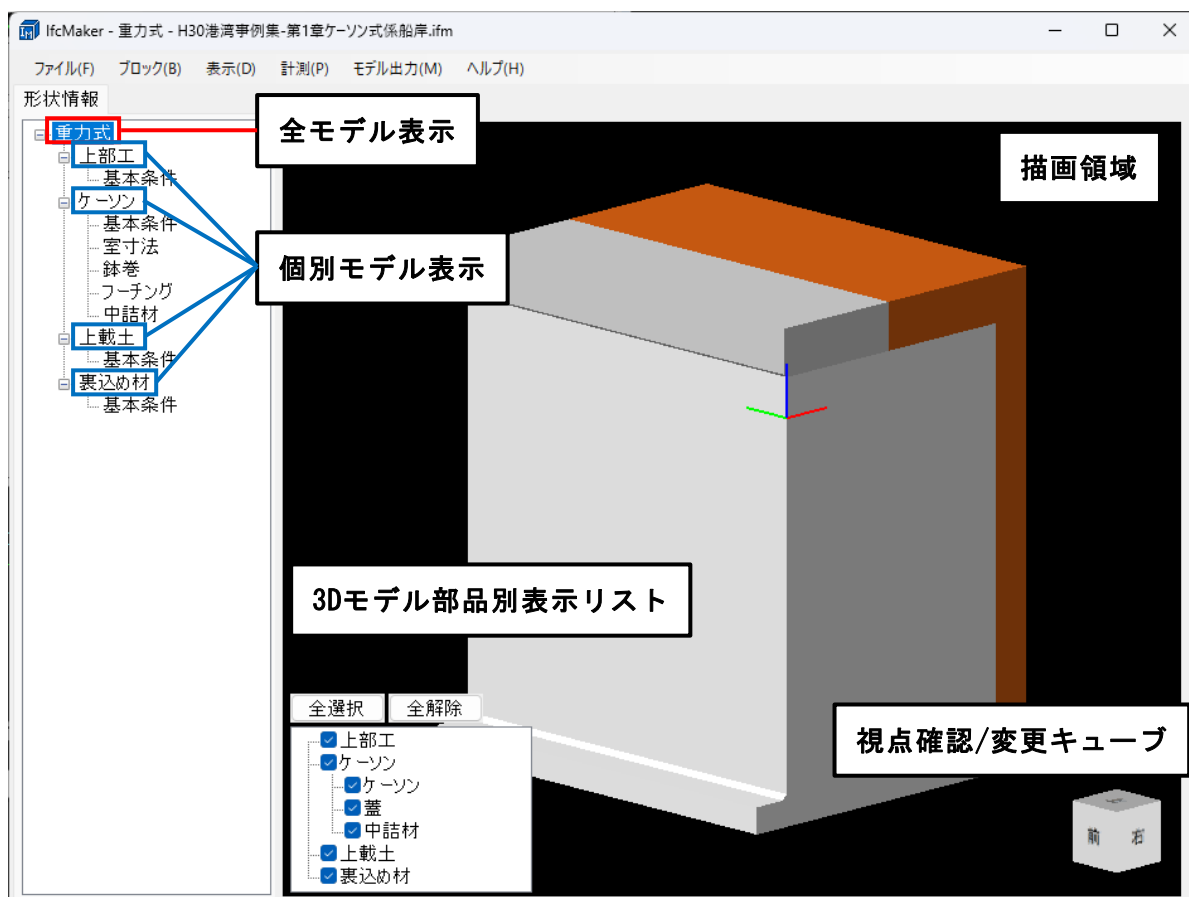 IfcMaker - 重力式 - H30港湾事例集-第1章ケーソン式係船岸.ifm
ファイル(F) ブロック(B) 表示(D) 計測(P) モデル出力(M) ヘルプ(H)
形状情報
重力式
上部工
基本条件
ケーソン
基本条件
室寸法
鉢巻
フーチング
中詰材
上載土
基本条件
裏込め材
基本条件
全モデル表示
個別モデル表示
描画領域
3Dモデル部品別表示リスト
全選択 全解除
上部工
ケーソン
ケーソン
蓋
中詰材
上載土
裏込め材
視点確認/変更キューブ
上
前 右